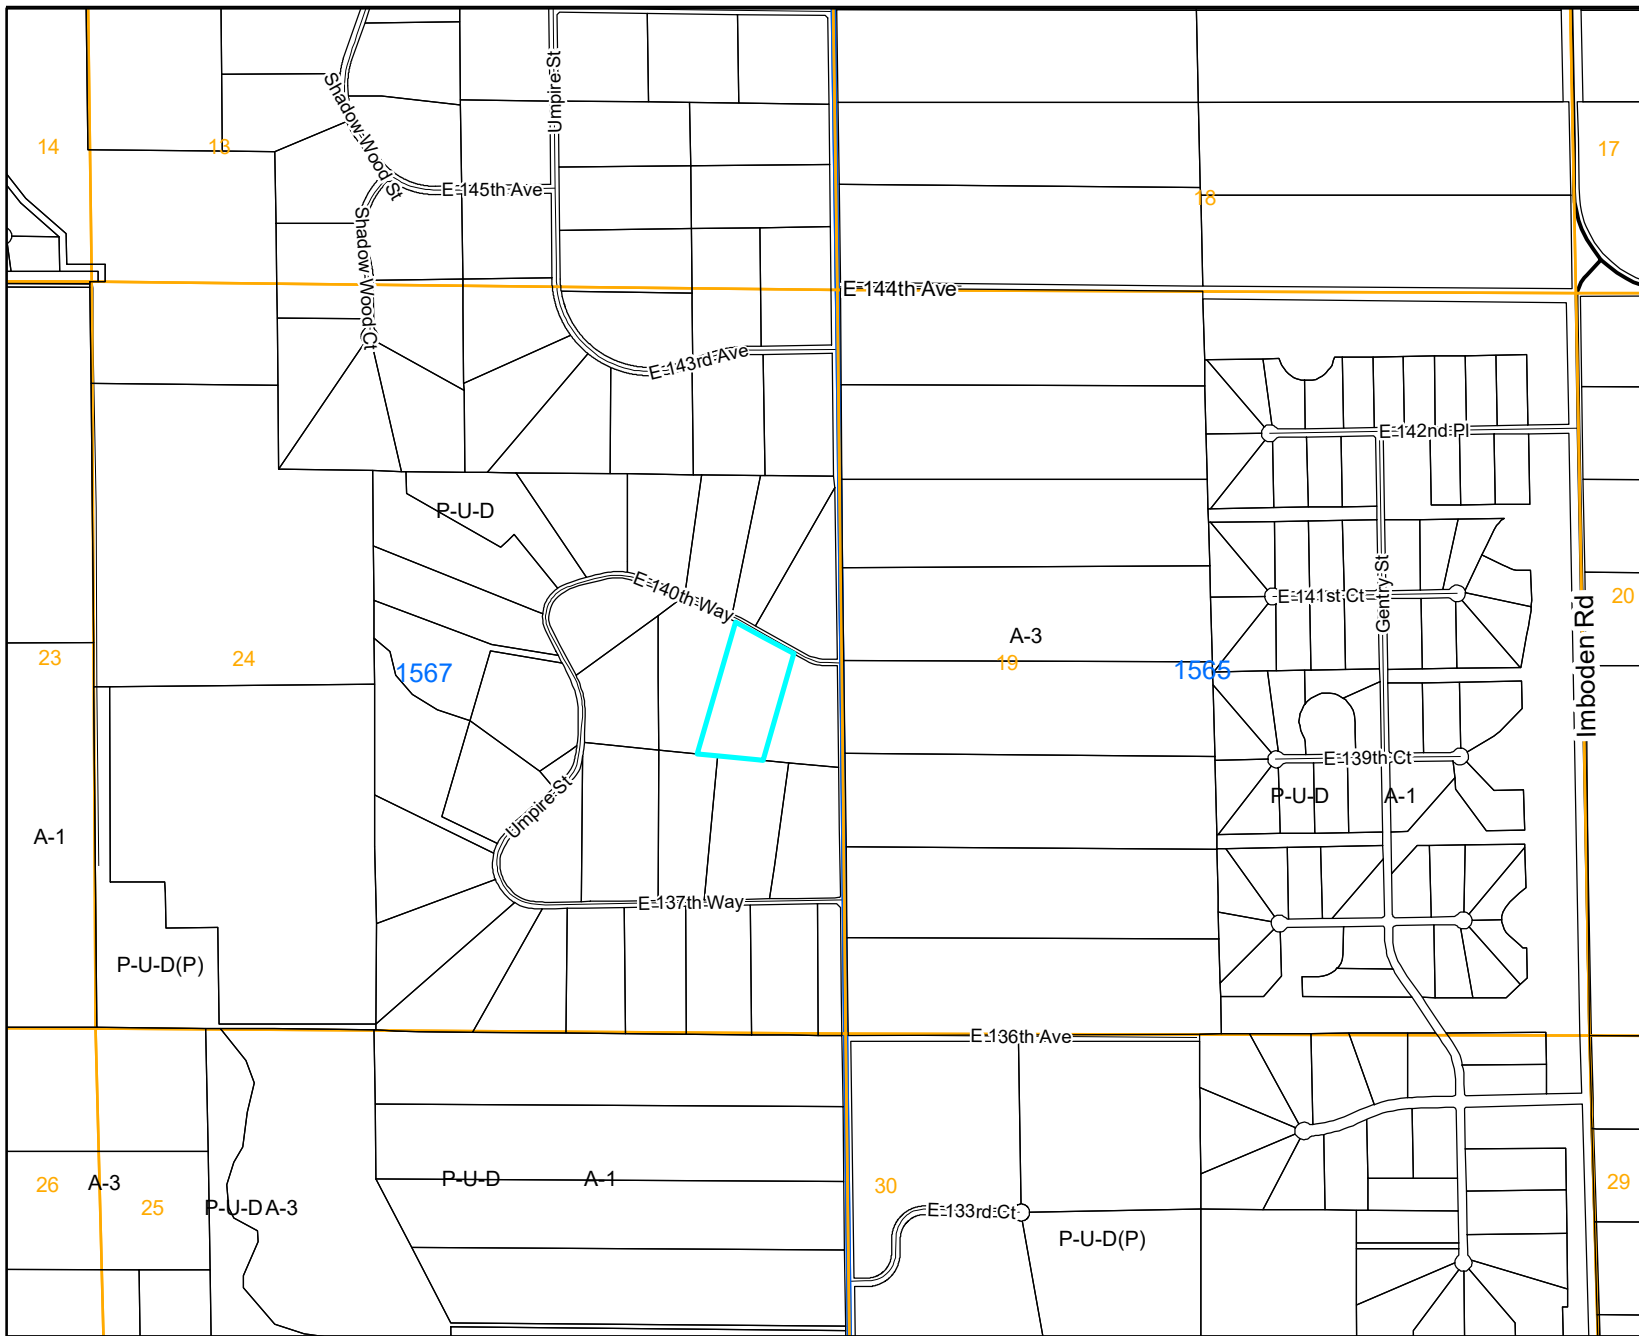 Umpire St
Shadow Wood St
14
13
17
E 145th Ave
18
Shadow Wood Ct
E 144th Ave
E 143rd Ave
E 142nd Pl
P-U-D
E 140th Way
Gentry St
E 141st Ct
Imboden Rd
20
A-3
23
24
1567
19
1565
E 139th Ct
P-U-D
A-1
Umpire St
A-1
E 137th Way
P-U-D(P)
E 136th Ave
26
A-3
25
P-U-D
A-3
P-U-D
A-1
30
29
E 133rd Ct
P-U-D(P)